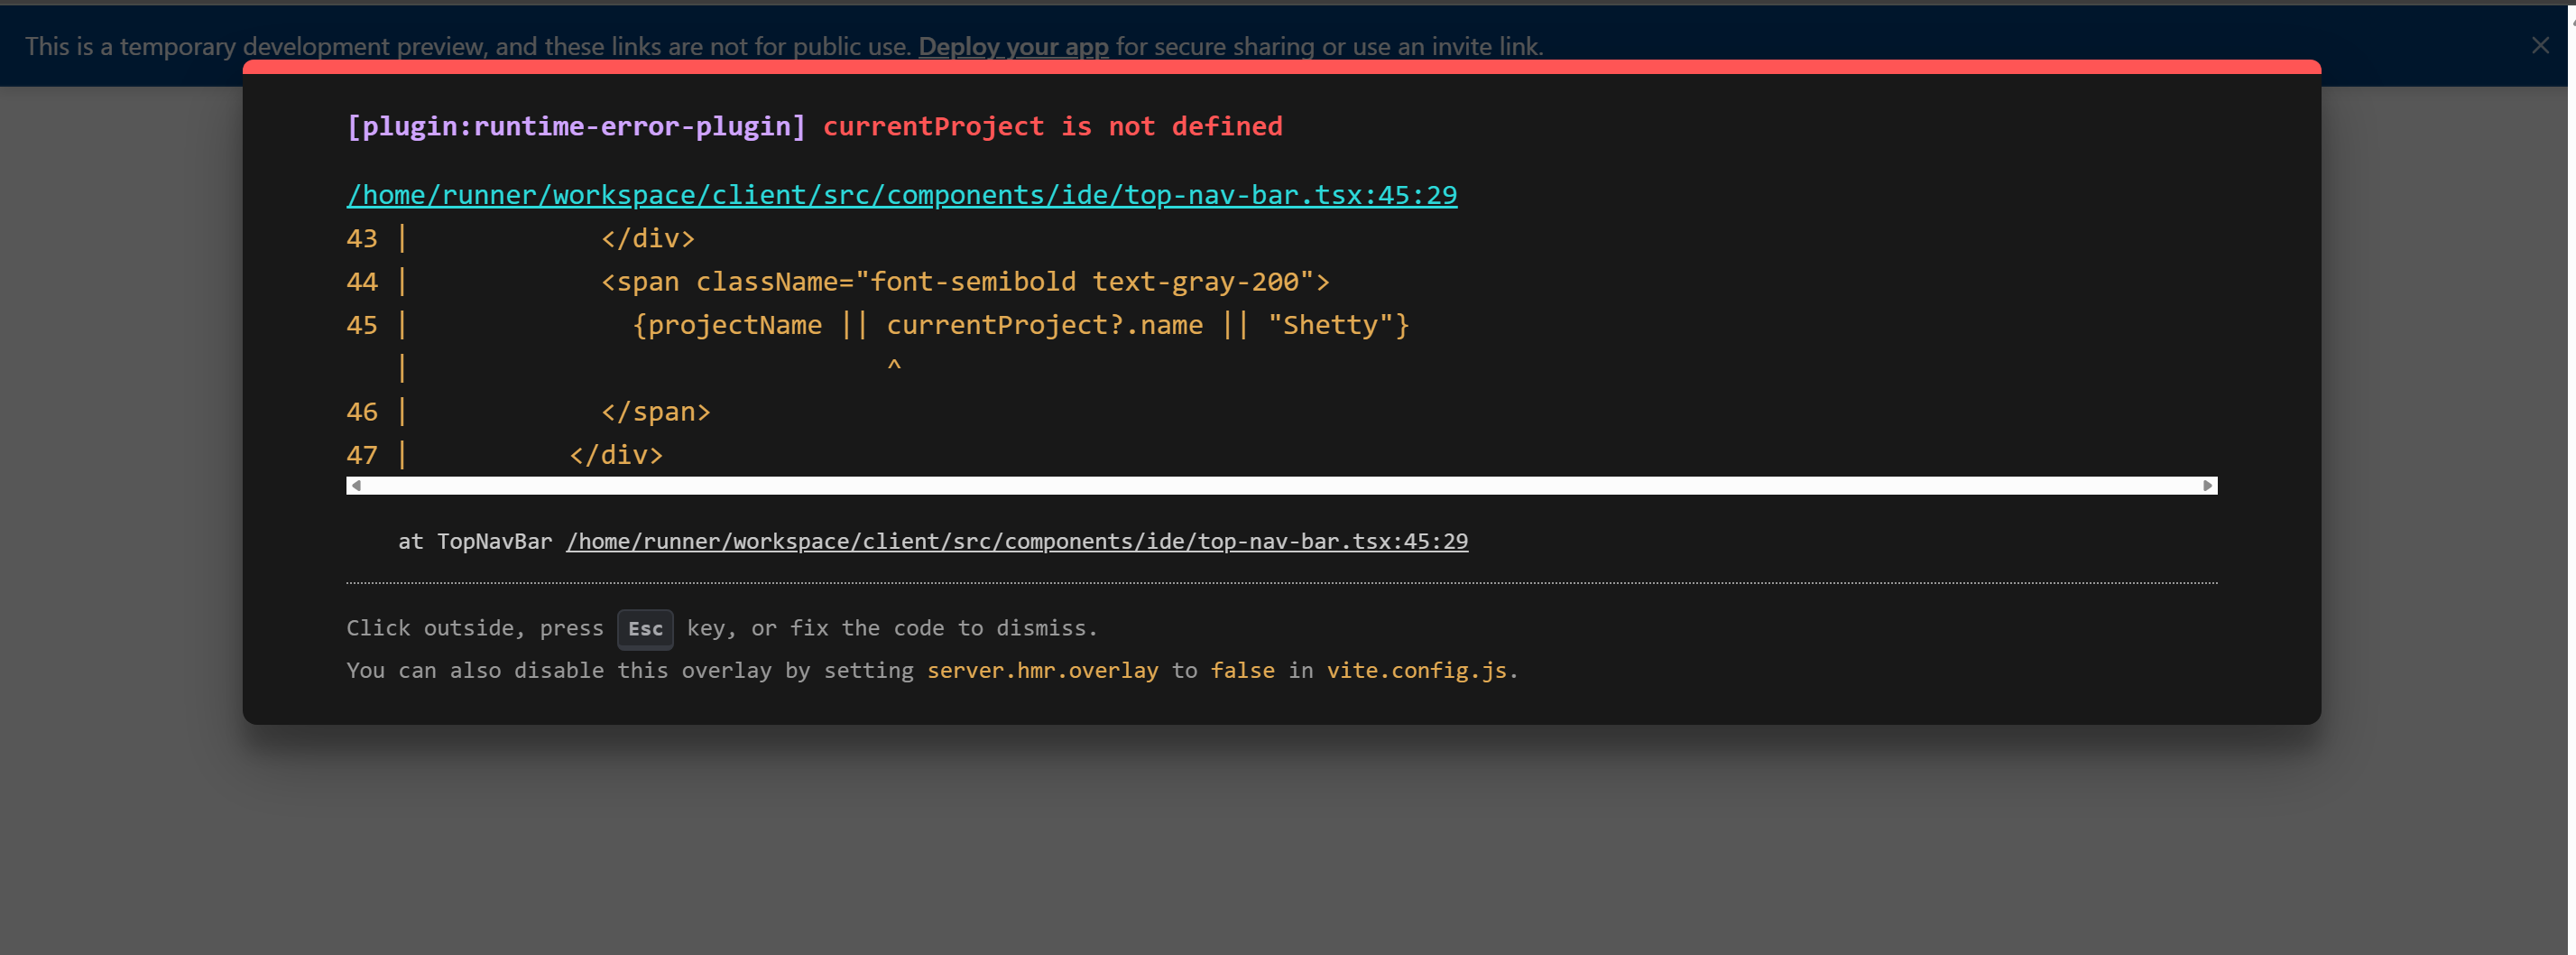 This is a temporary development preview, and these links are not for public use. Deploy your app for secure sharing or use an invite link.
[plugin:runtime-error-plugin] currentProject is not defined
/home/runner/workspace/client/src/components/ide/top-nav-bar.tsx:45:29
43 |            </div>
44 |            <span className="font-semibold text-gray-200">
45 |              {projectName || currentProject?.name || "Shetty"}
   |                              ^
46 |            </span>
47 |          </div>
at TopNavBar /home/runner/workspace/client/src/components/ide/top-nav-bar.tsx:45:29
Click outside, press Esc key, or fix the code to dismiss.
You can also disable this overlay by setting server.hmr.overlay to false in vite.config.js.